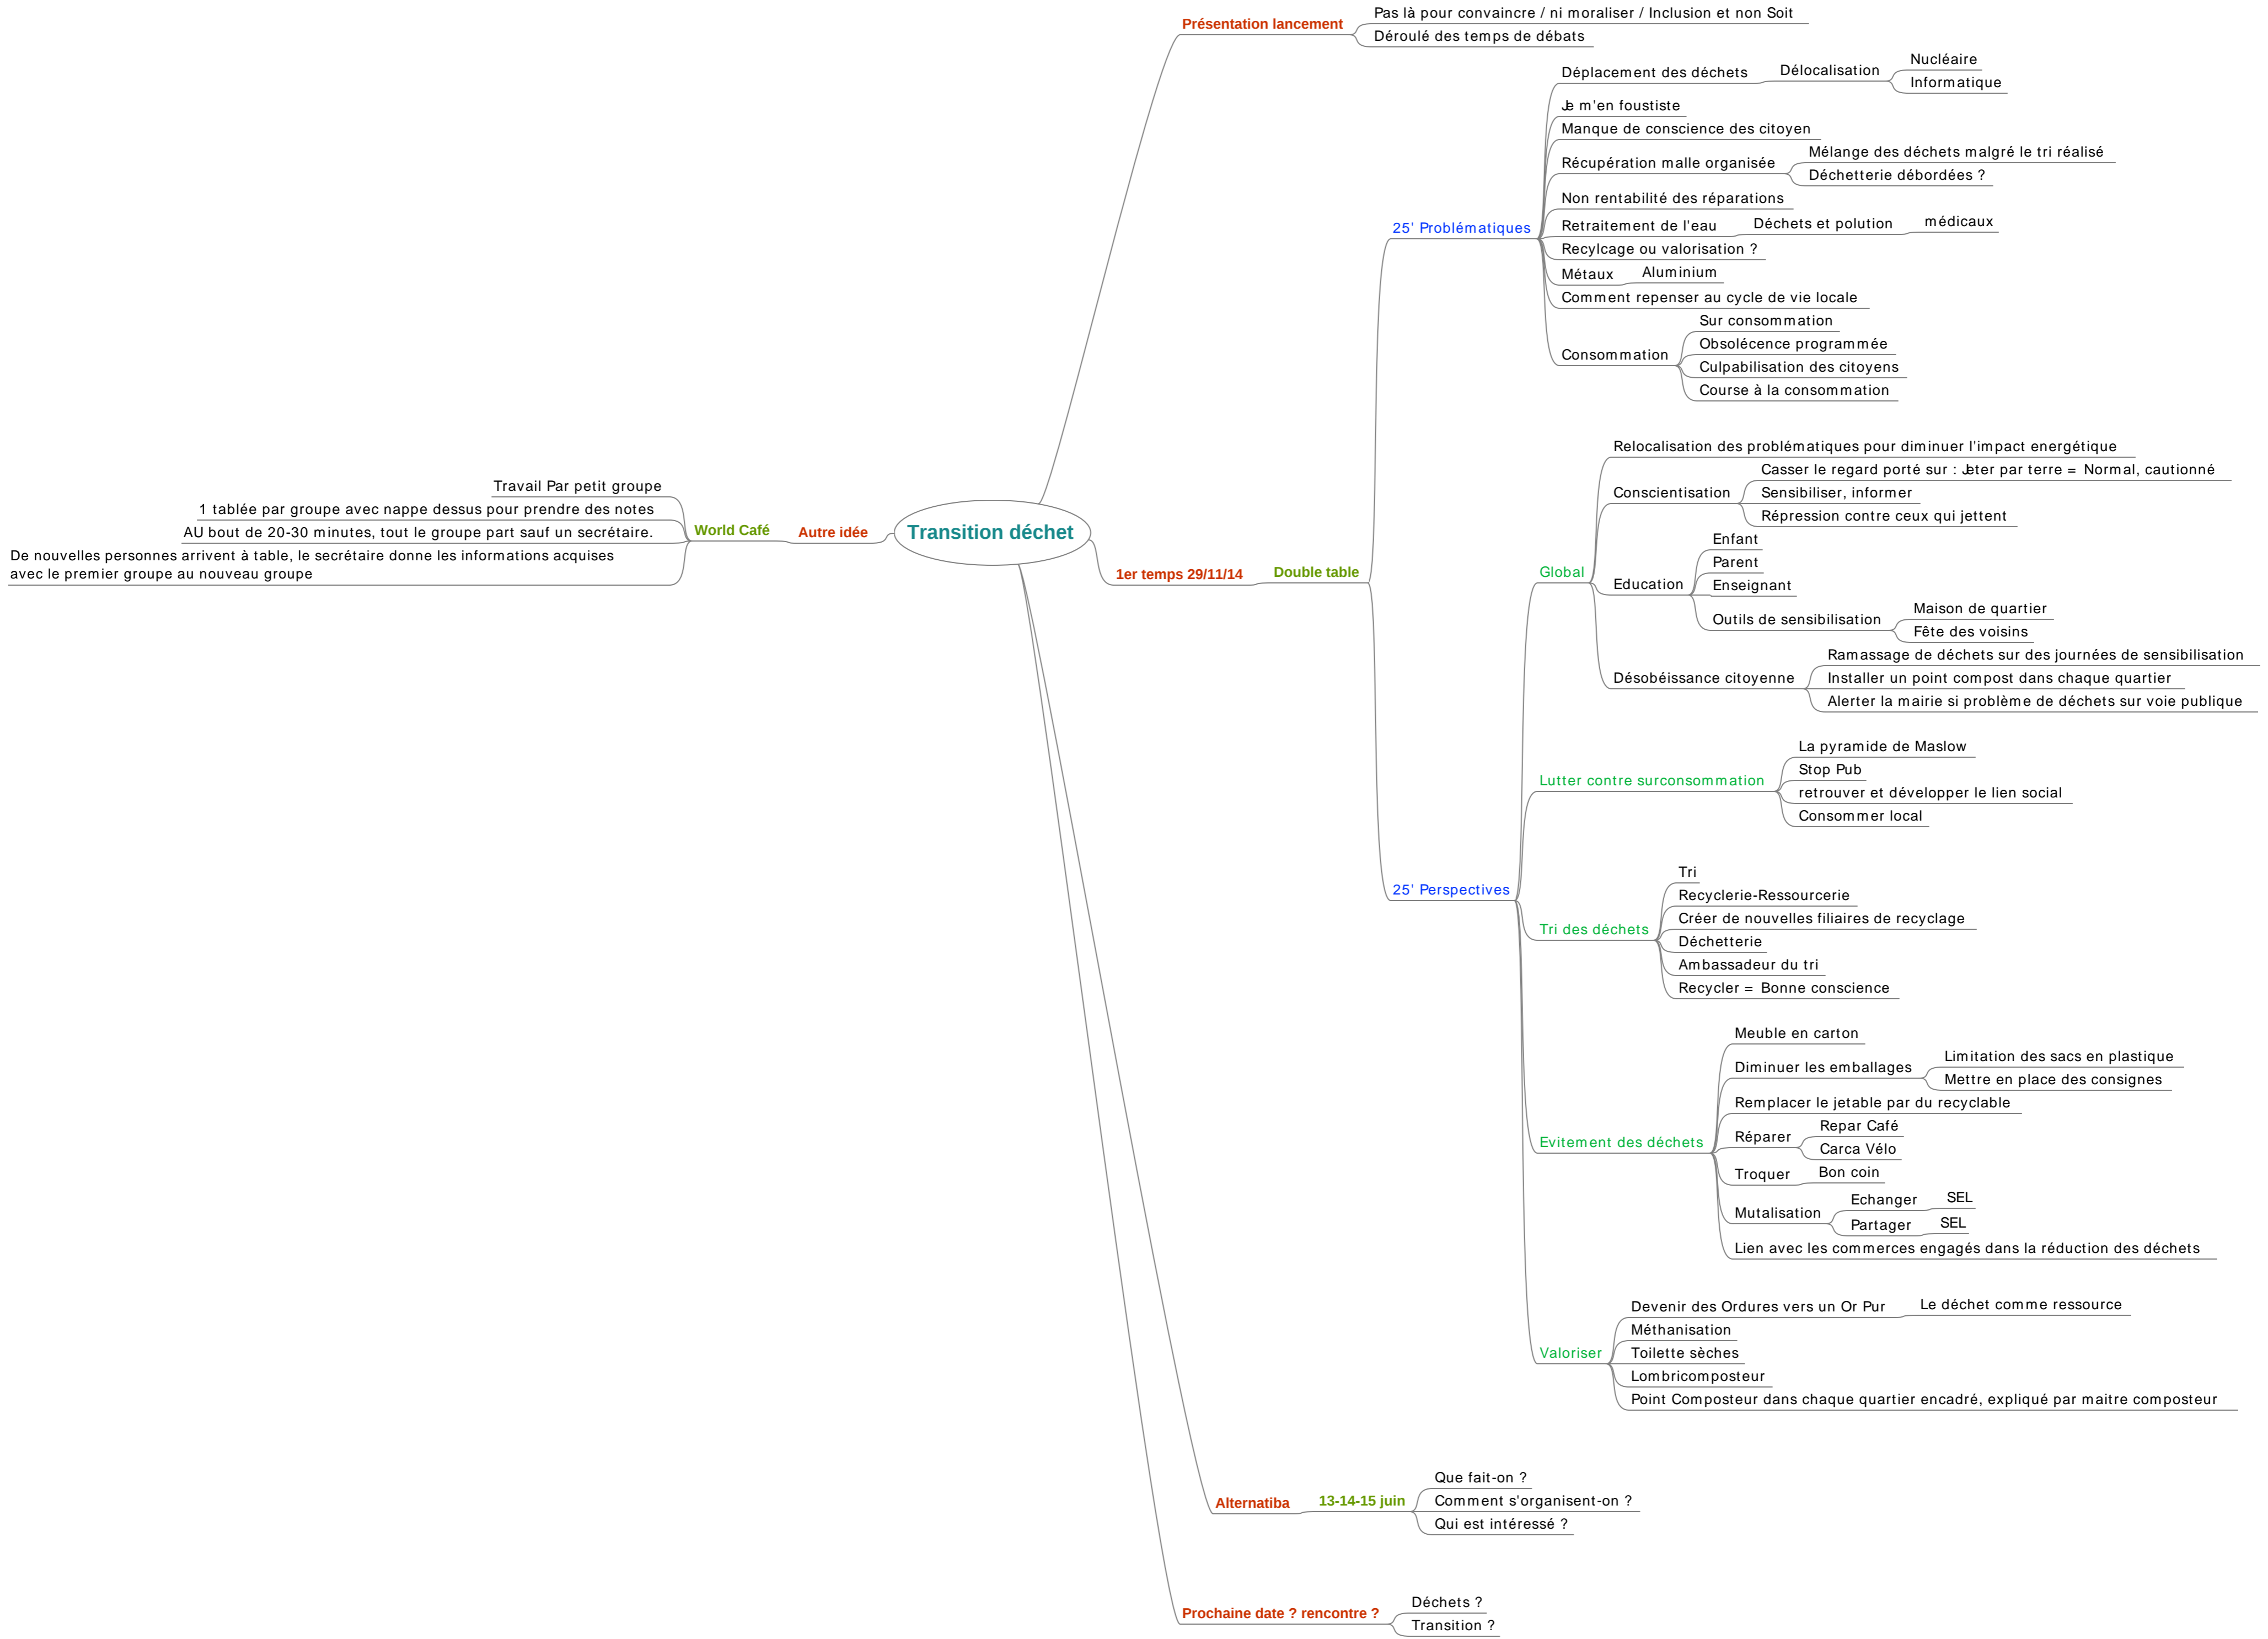 Présentation lancement
Pas là pour convaincre / ni moraliser / Inclusion et non Soit
Déroulé des temps de débats
Travail Par petit groupe
1 tablée par groupe avec nappe dessus pour prendre des notes
AU bout de 20-30 minutes, tout le groupe part sauf un secrétaire.
De nouvelles personnes arrivent à table, le secrétaire donne les informations acquises
avec le premier groupe au nouveau groupe
World Café
Autre idée
Transition déchet
1er temps 29/11/14
Double table
25' Problématiques
Déplacement des déchets
Délocalisation
Nucléaire
Informatique
Je m'en foustiste
Manque de conscience des citoyen
Récupération malle organisée
Mélange des déchets malgré le tri réalisé
Déchetterie débordées ?
Non rentabilité des réparations
Retraitement de l'eau
Déchets et polution
médicaux
Recylcage ou valorisation ?
Métaux
Aluminium
Comment repenser au cycle de vie locale
Consommation
Sur consommation
Obsolécence programmée
Culpabilisation des citoyens
Course à la consommation
25' Perspectives
Global
Relocalisation des problématiques pour diminuer l'impact energétique
Conscientisation
Casser le regard porté sur : Jeter par terre = Normal, cautionné
Sensibiliser, informer
Répression contre ceux qui jettent
Education
Enfant
Parent
Enseignant
Outils de sensibilisation
Maison de quartier
Fête des voisins
Désobéissance citoyenne
Ramassage de déchets sur des journées de sensibilisation
Installer un point compost dans chaque quartier
Alerter la mairie si problème de déchets sur voie publique
Lutter contre surconsommation
La pyramide de Maslow
Stop Pub
retrouver et développer le lien social
Consommer local
Tri des déchets
Tri
Recyclerie-Ressourcerie
Créer de nouvelles filiaires de recyclage
Déchetterie
Ambassadeur du tri
Recycler = Bonne conscience
Evitement des déchets
Meuble en carton
Diminuer les emballages
Limitation des sacs en plastique
Mettre en place des consignes
Remplacer le jetable par du recyclable
Réparer
Repar Café
Carca Vélo
Troquer
Bon coin
Mutalisation
Echanger
SEL
Partager
SEL
Lien avec les commerces engagés dans la réduction des déchets
Valoriser
Devenir des Ordures vers un Or Pur
Le déchet comme ressource
Méthanisation
Toilette sèches
Lombricomposteur
Point Composteur dans chaque quartier encadré, expliqué par maitre composteur
Alternatiba
13-14-15 juin
Que fait-on ?
Comment s'organisent-on ?
Qui est intéressé ?
Prochaine date ? rencontre ?
Déchets ?
Transition ?